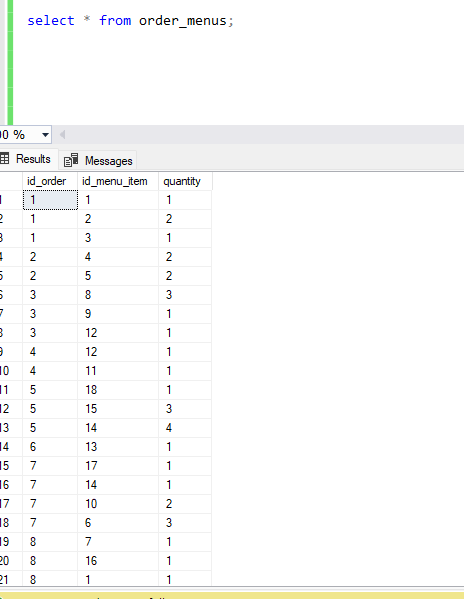 select * from order_menus;
00 %
Results Messages
id_order id_menu_item quantity
1 1 1 1
2 1 2 2
3 1 3 1
4 2 4 2
5 2 5 2
6 3 8 3
7 3 9 1
8 3 12 1
9 4 12 1
10 4 11 1
11 5 18 1
12 5 15 3
13 5 14 4
14 6 13 1
15 7 17 1
16 7 14 1
17 7 10 2
18 7 6 3
19 8 7 1
20 8 16 1
21 8 1 1